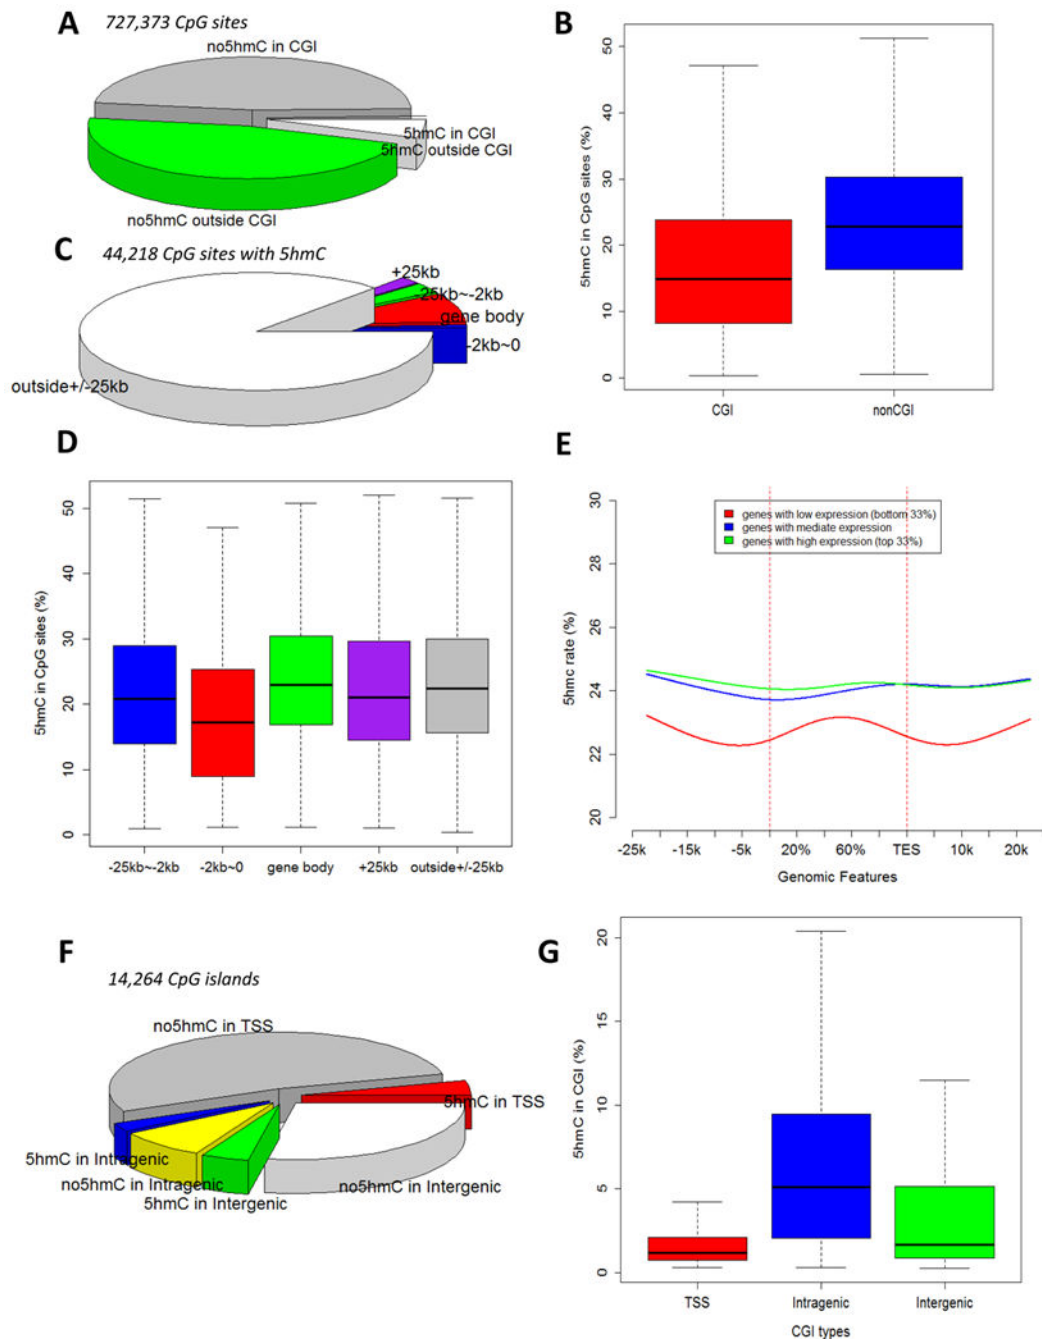 A
727,373 CpG sites
no5hmC in CGI
5hmC in CGI
5hmC outside CGI
no5hmC outside CGI
B
5hmC in CpG sites (%)
50
40
30
20
10
0
CGI
nonCGI
C
44,218 CpG sites with 5hmC
+25kb
-25kb~-2kb
gene body
-2kb~0
outside+/-25kb
D
5hmC in CpG sites (%)
50
40
30
20
10
0
-25kb~-2kb
-2kb~0
gene body
+25kb
outside+/-25kb
E
genes with low expression (bottom 33%)
genes with mediate expression
genes with high expression (top 33%)
5hmc rate (%)
30
28
26
24
22
20
-25k
-15k
-5k
20%
60%
TES
10k
20k
Genomic Features
F
14,264 CpG islands
no5hmC in TSS
5hmC in TSS
5hmC in Intragenic
no5hmC in Intragenic
5hmC in Intergenic
no5hmC in Intergenic
G
5hmC in CGI (%)
20
15
10
5
0
TSS
Intragenic
Intergenic
CGI types